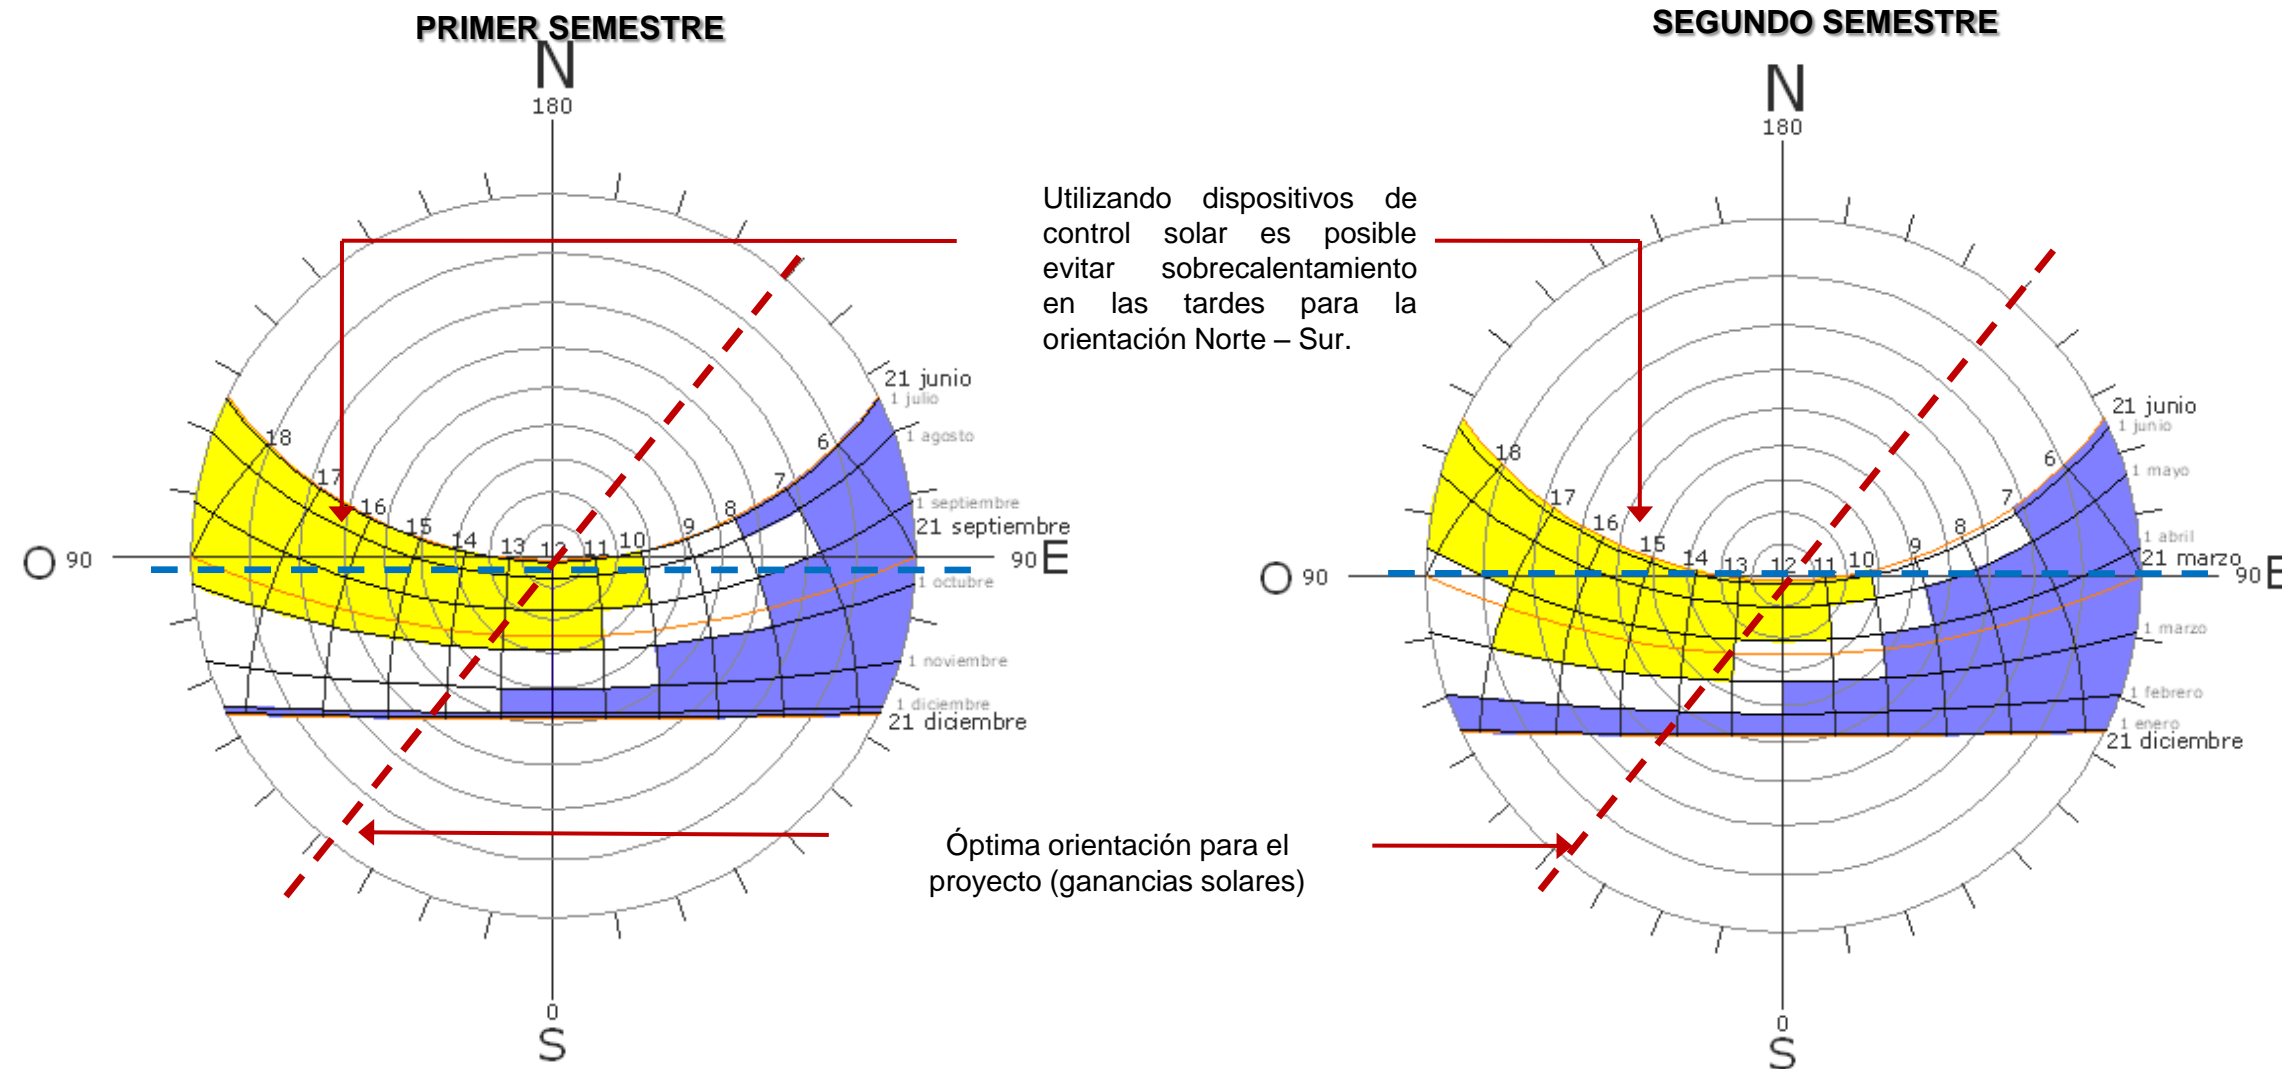 PRIMER SEMESTRE
N
180
21 junio
1 julio
1 agosto
1 septiembre
21 septiembre
90 E
1 octubre
1 noviembre
1 diciembre
21 diciembre
O 90
18
17
16
15
14
13
12
11
10
9
8
7
6
0
S
Utilizando dispositivos de
control solar es posible
evitar sobrecalentamiento
en las tardes para la
orientación Norte – Sur.
Óptima orientación para el
proyecto (ganancias solares)
SEGUNDO SEMESTRE
N
180
21 junio
1 junio
1 mayo
1 abril
21 marzo
90 E
1 marzo
1 febrero
1 enero
21 diciembre
O 90
18
17
16
15
14
13
12
11
10
9
8
7
6
0
S